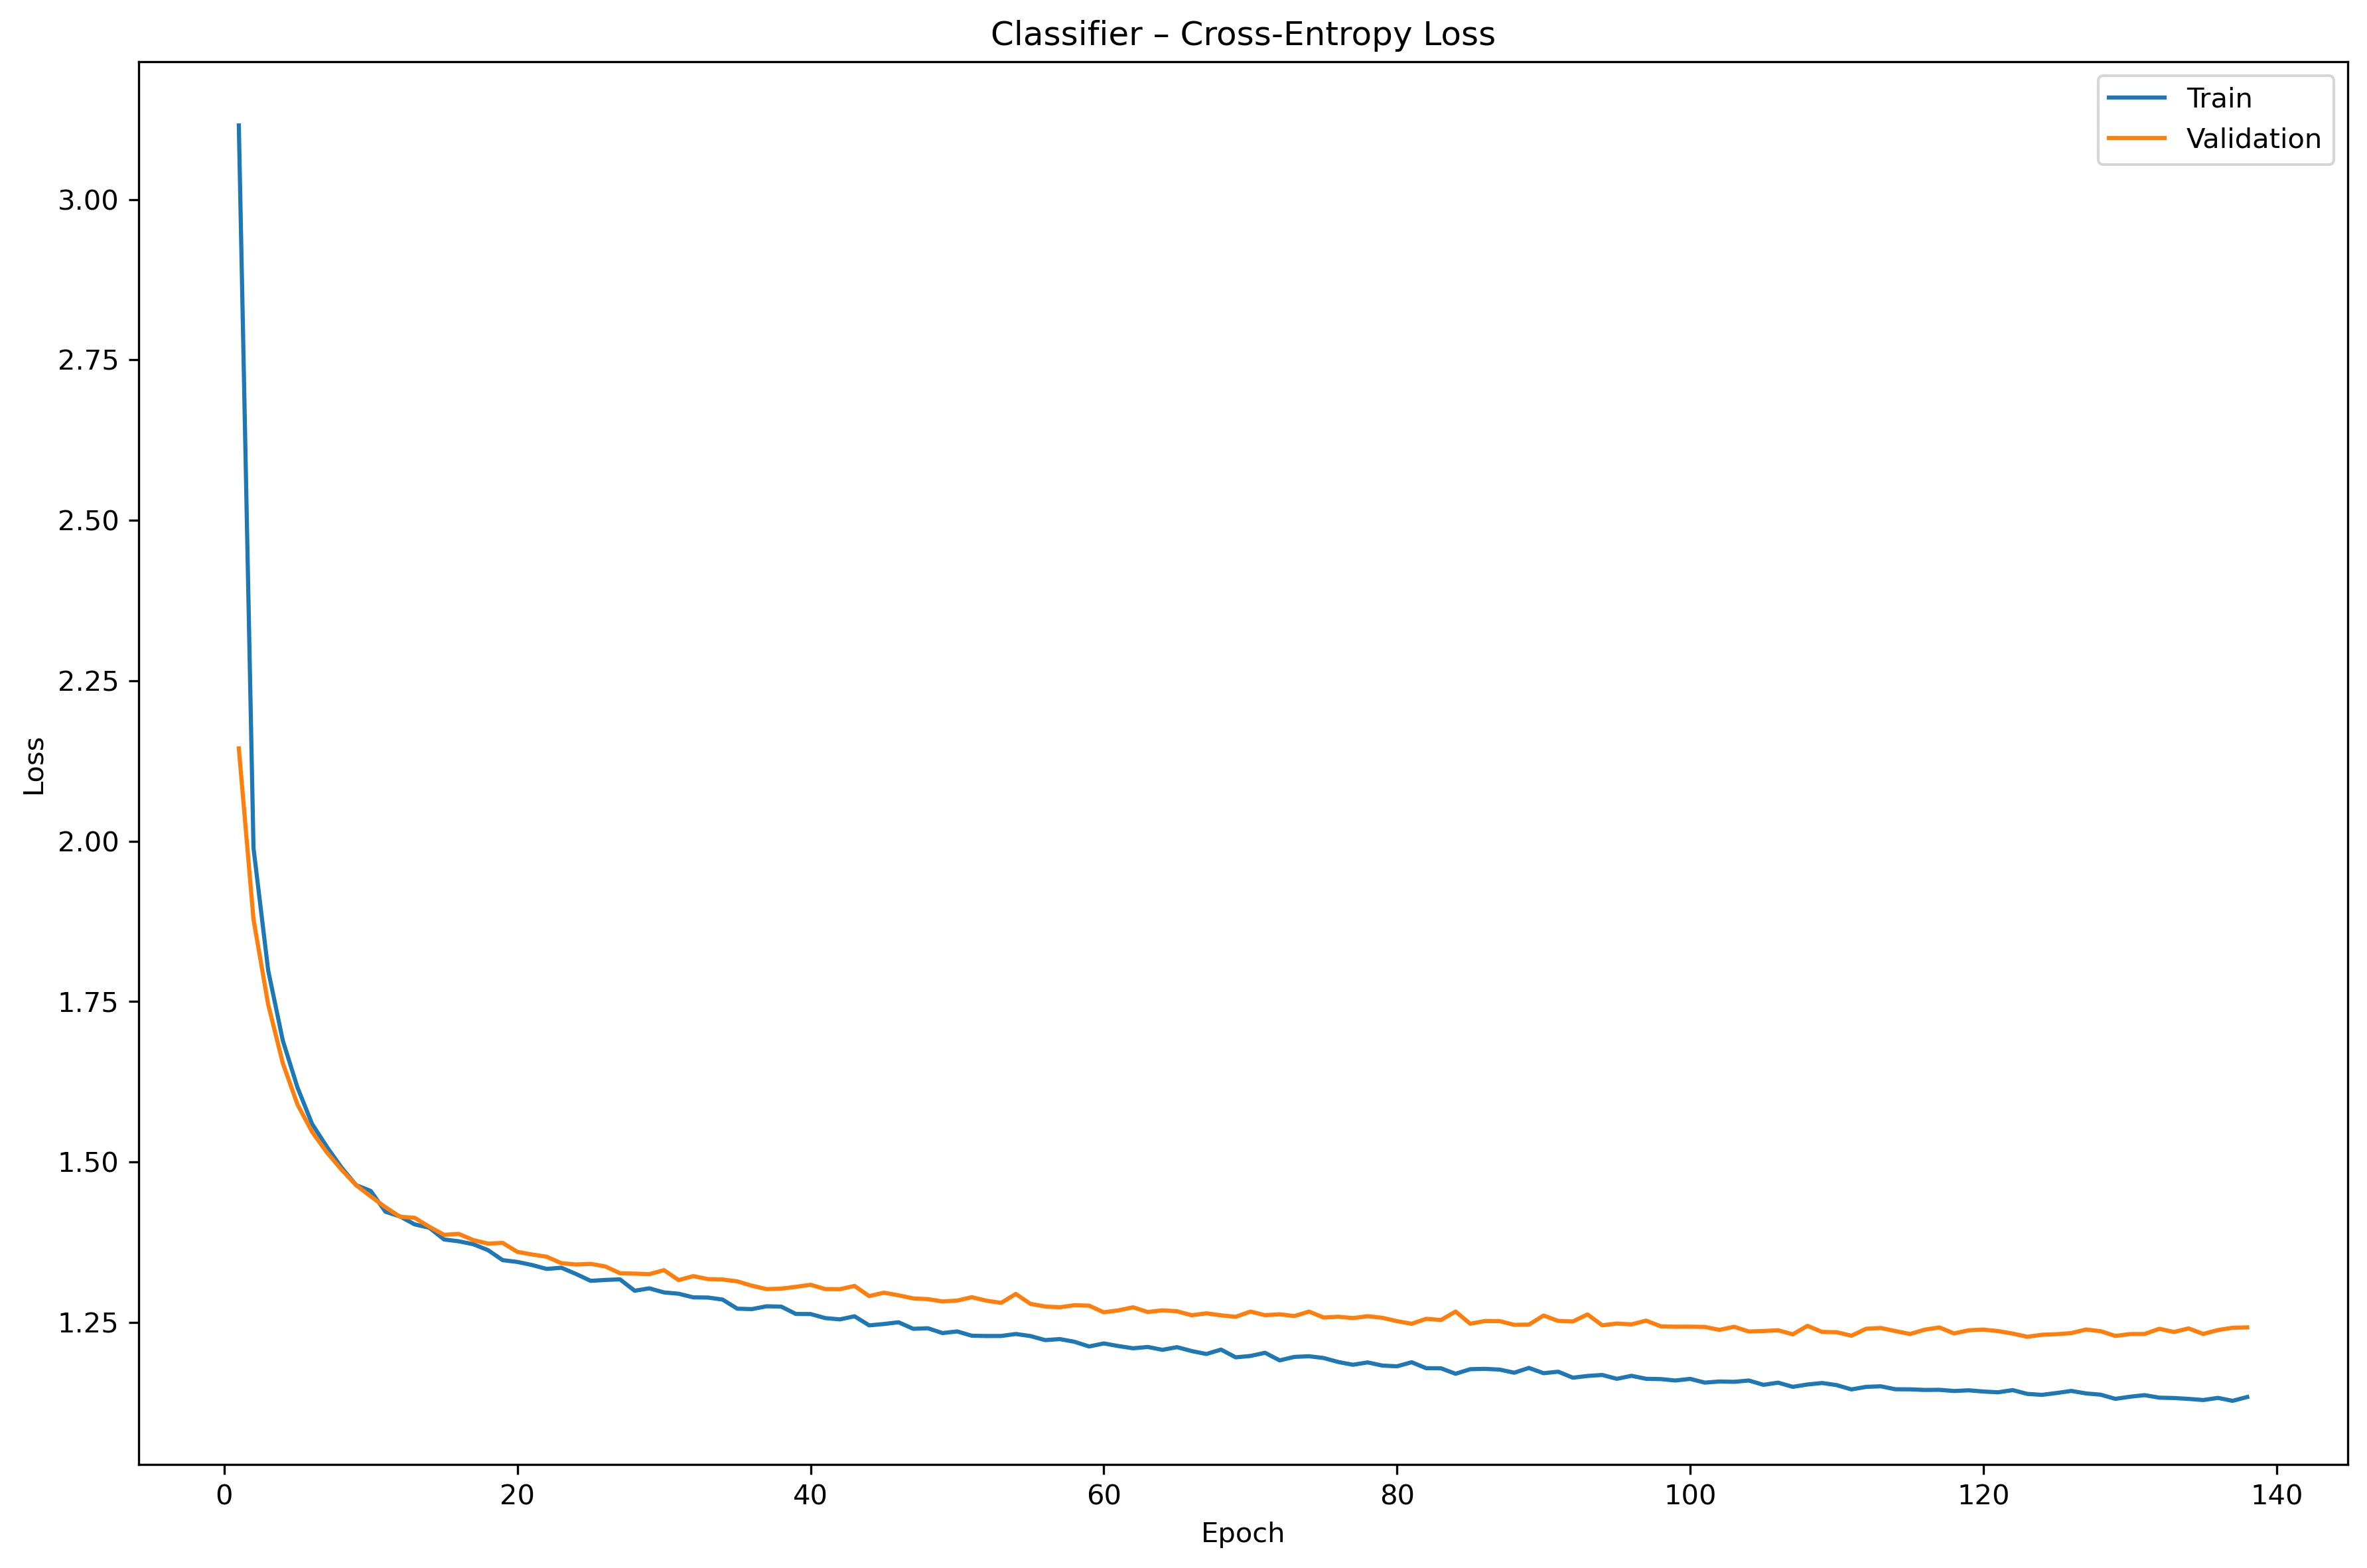 Classifier – Cross-Entropy Loss
Train
Validation
3.00
2.75
2.50
2.25
2.00
1.75
1.50
1.25
Loss
0 20 40 60 80 100 120 140
Epoch